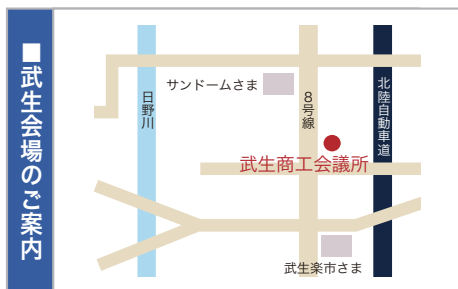 ■武生会場のご案内
サンドームさま
日野川
8号線
北陸自動車道
武生商工会議所
武生楽市さま